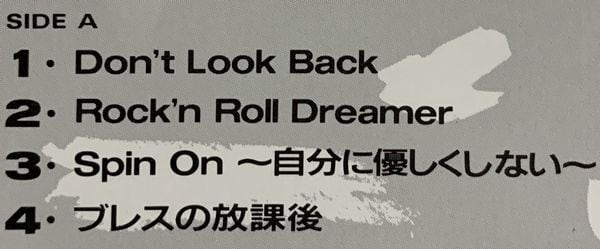 SIDE A
1・Don't Look Back
2・Rock'n Roll Dreamer
3・Spin On 〜自分に優しくしない〜
4・ブレスの放課後